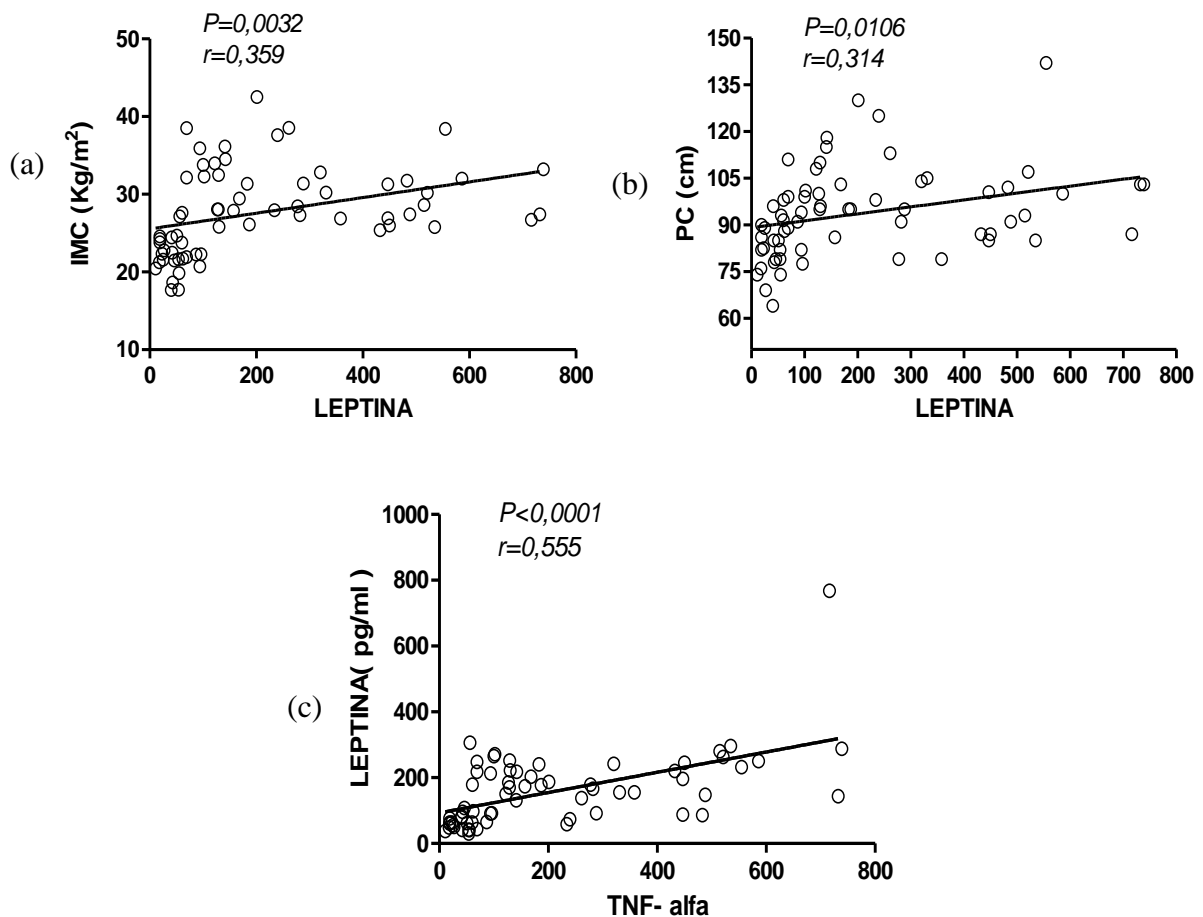 P=0,0032
r=0,359
(a)
IMC (Kg/m²)
50
40
30
20
10
0
200
400
600
800
LEPTINA
P=0,0106
r=0,314
(b)
PC (cm)
150
135
120
105
90
75
60
0
100
200
300
400
500
600
700
800
LEPTINA
P<0,0001
r=0,555
(c)
LEPTINA( pg/ml )
1000
800
600
400
200
0
0
200
400
600
800
TNF- alfa